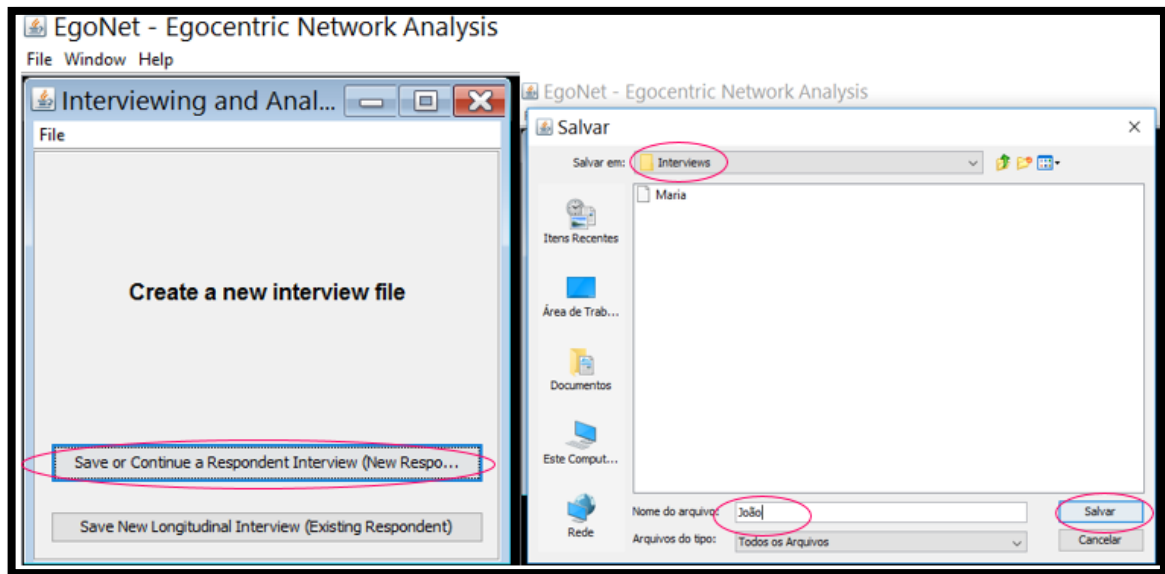 EgoNet - Egocentric Network Analysis
File Window Help
Interviewing and Anal...
File
Create a new interview file
Save or Continue a Respondent Interview (New Respo...
Save New Longitudinal Interview (Existing Respondent)
EgoNet - Egocentric Network Analysis
Salvar
Salvar em:
Interviews
Maria
Itens Recentes
Área de Trab...
Documentos
Este Comput...
Rede
Nome do arquivo: João
Salvar
Arquivos do tipo: Todos os Arquivos
Cancelar